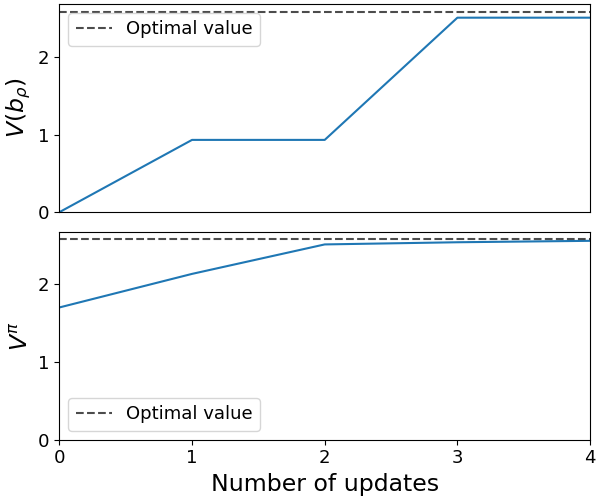 Optimal value
2
1
0
V(b_ρ)
2
1
0
V^π
Optimal value
0 1 2 3 4
Number of updates